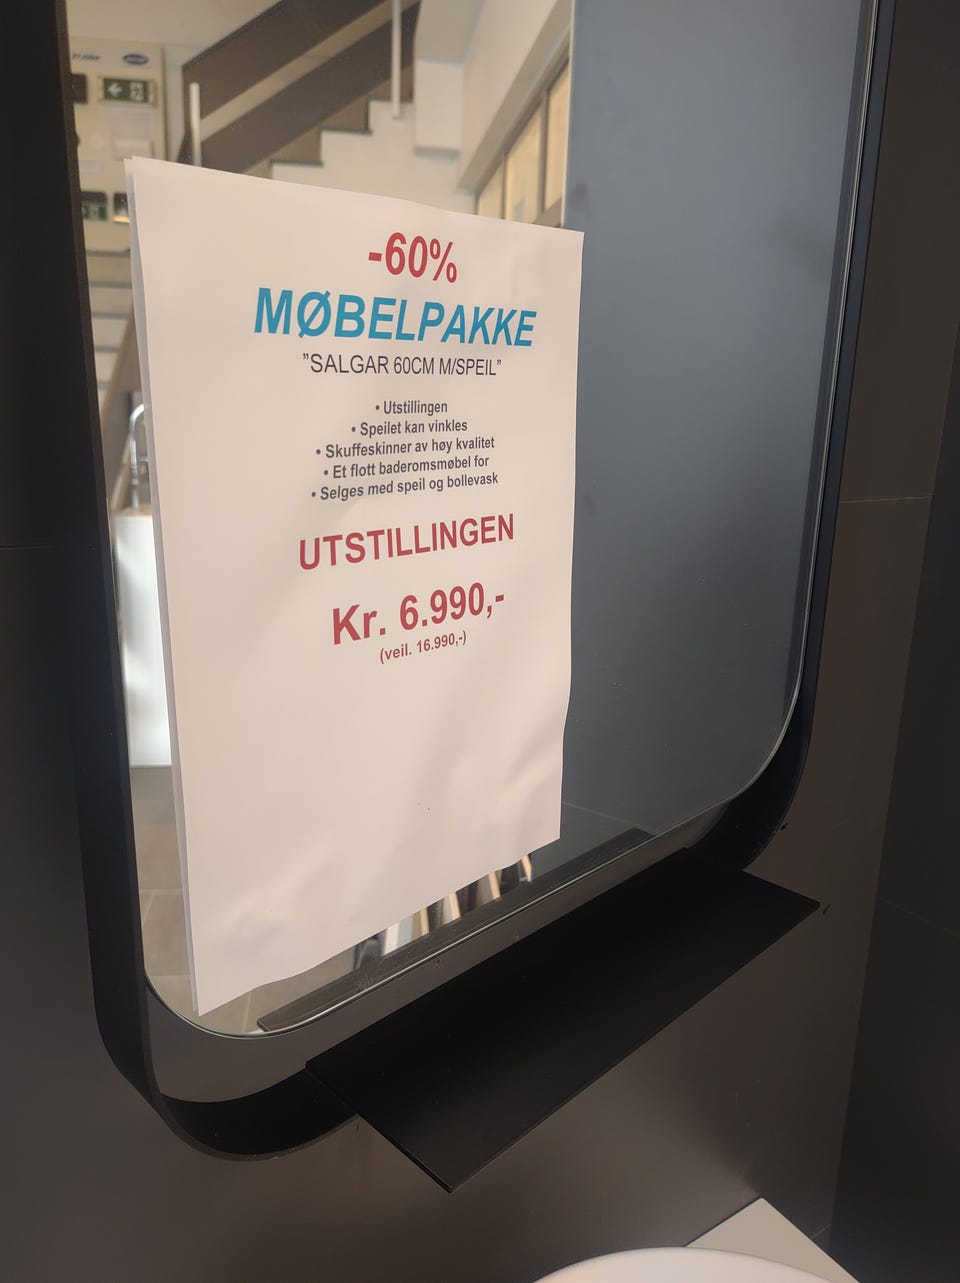 -60%
MØBELPAKKE
”SALGAR 60CM M/SPEIL”
• Utstillingen
• Speilet kan vinkles
• Skuffeskinner av høy kvalitet
• Et flott baderomsmøbel for
• Selges med speil og bollevask
UTSTILLINGEN
Kr. 6.990,-
(veil. 16.990,-)